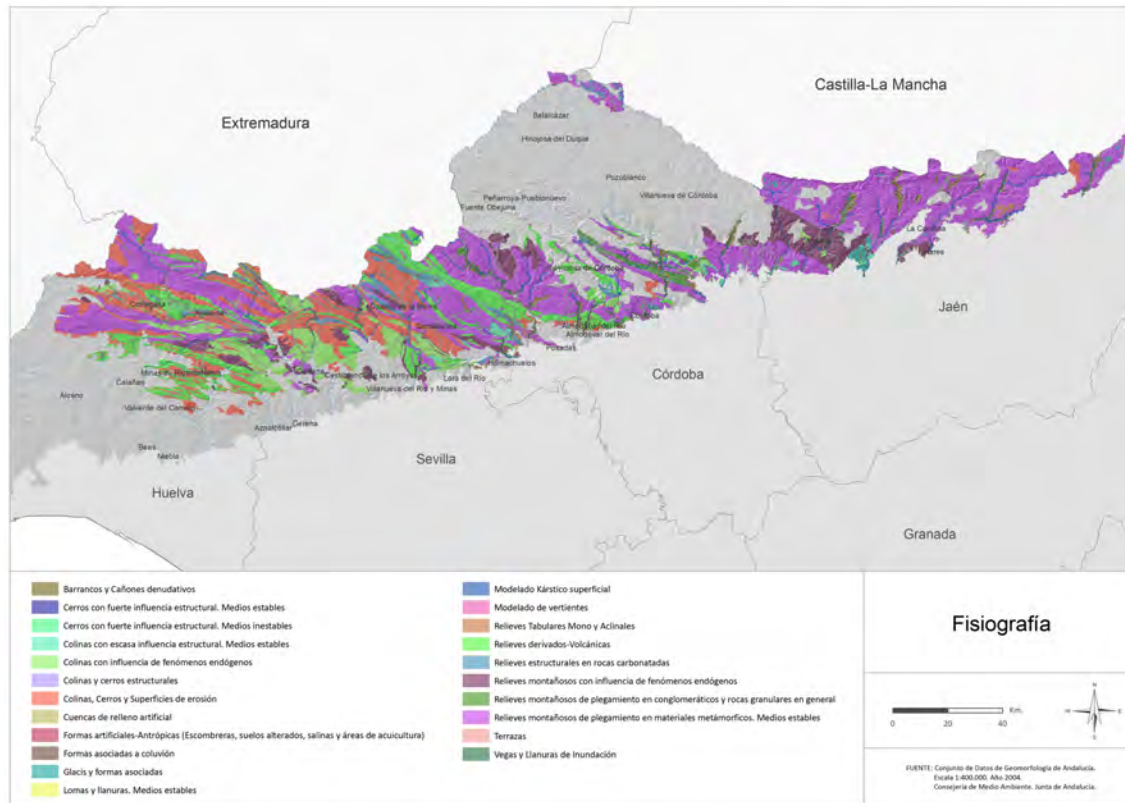 Castilla-La Mancha
Extremadura
Belalcázar
Hinojosa del Duque
Pozoblanco
Villanueva de Córdoba
Peñarroya-Pueblonuevo
Fuente Obejuna
La Carolina
Jaén
Cortegana
Constantina
Córdoba
Almodóvar del Río
Posadas
Hornachuelos
Lora del Río
Villanueva del Río y Minas
Minas de Riotinto
Calañas
Alosno
Valverde del Camino
Gerena
Aznalcóllar
Beas
Niebla
Córdoba
Sevilla
Huelva
Granada
Barrancos y Cañones denudativos
Cerros con fuerte influencia estructural. Medios estables
Cerros con fuerte influencia estructural. Medios inestables
Colinas con escasa influencia estructural. Medios estables
Colinas con influencia de fenómenos endógenos
Colinas y cerros estructurales
Colinas, Cerros y Superficies de erosión
Cuencas de relleno artificial
Formas artificiales-Antrópicas (Escombreras, suelos alterados, salinas y áreas de acuicultura)
Formas asociadas a coluvión
Glacis y formas asociadas
Lomas y llanuras. Medios estables
Modelado Kárstico superficial
Modelado de vertientes
Relieves Tabulares Mono y Aclinales
Relieves derivados-Volcánicas
Relieves estructurales en rocas carbonatadas
Relieves montañosos con influencia de fenómenos endógenos
Relieves montañosos de plegamiento en conglomeráticos y rocas granulares en general
Relieves montañosos de plegamiento en materiales metámorficos. Medios estables
Terrazas
Vegas y Llanuras de Inundación
Fisiografía
Km.
0 20 40
N
E
S
FUENTE: Conjunto de Datos de Geomorfología de Andalucía.
Escala 1:400.000. Año 2004.
Consejería de Medio Ambiente. Junta de Andalucía.